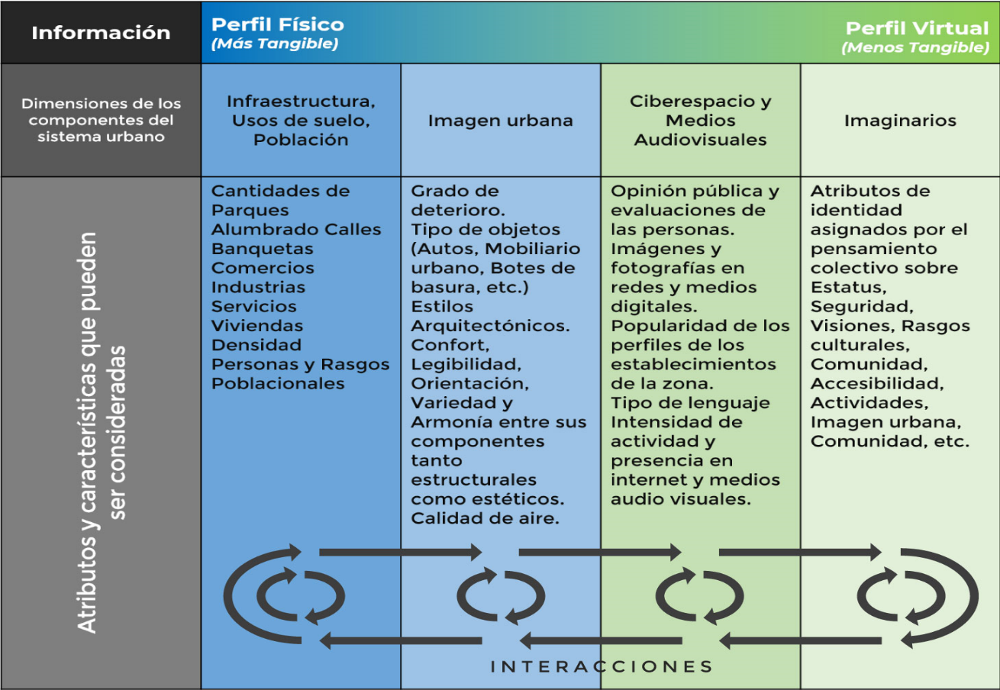 Información
Perfil Físico
(Más Tangible)
Perfil Virtual
(Menos Tangible)
Dimensiones de los
componentes del
sistema urbano
Infraestructura,
Usos de suelo,
Población
Imagen urbana
Ciberespacio y
Medios
Audiovisuales
Imaginarios
Atributos y características que pueden
ser consideradas
Cantidades de
Parques
Alumbrado Calles
Banquetas
Comercios
Industrias
Servicios
Viviendas
Densidad
Personas y Rasgos
Poblacionales
Grado de
deterioro.
Tipo de objetos
(Autos, Mobiliario
urbano, Botes de
basura, etc.)
Estilos
Arquitectónicos.
Confort,
Legibilidad,
Orientación,
Variedad y
Armonía entre sus
componentes
tanto
estructurales
como estéticos.
Calidad de aire.
Opinión pública y
evaluaciones de
las personas.
Imágenes y
fotografías en
redes y medios
digitales.
Popularidad de los
perfiles de los
establecimientos
de la zona.
Tipo de lenguaje
Intensidad de
actividad y
presencia en
internet y medios
audio visuales.
Atributos de
identidad
asignados por el
pensamiento
colectivo sobre
Estatus,
Seguridad,
Visiones, Rasgos
culturales,
Comunidad,
Accesibilidad,
Actividades,
Imagen urbana,
Comunidad, etc.
INTERACCIONES